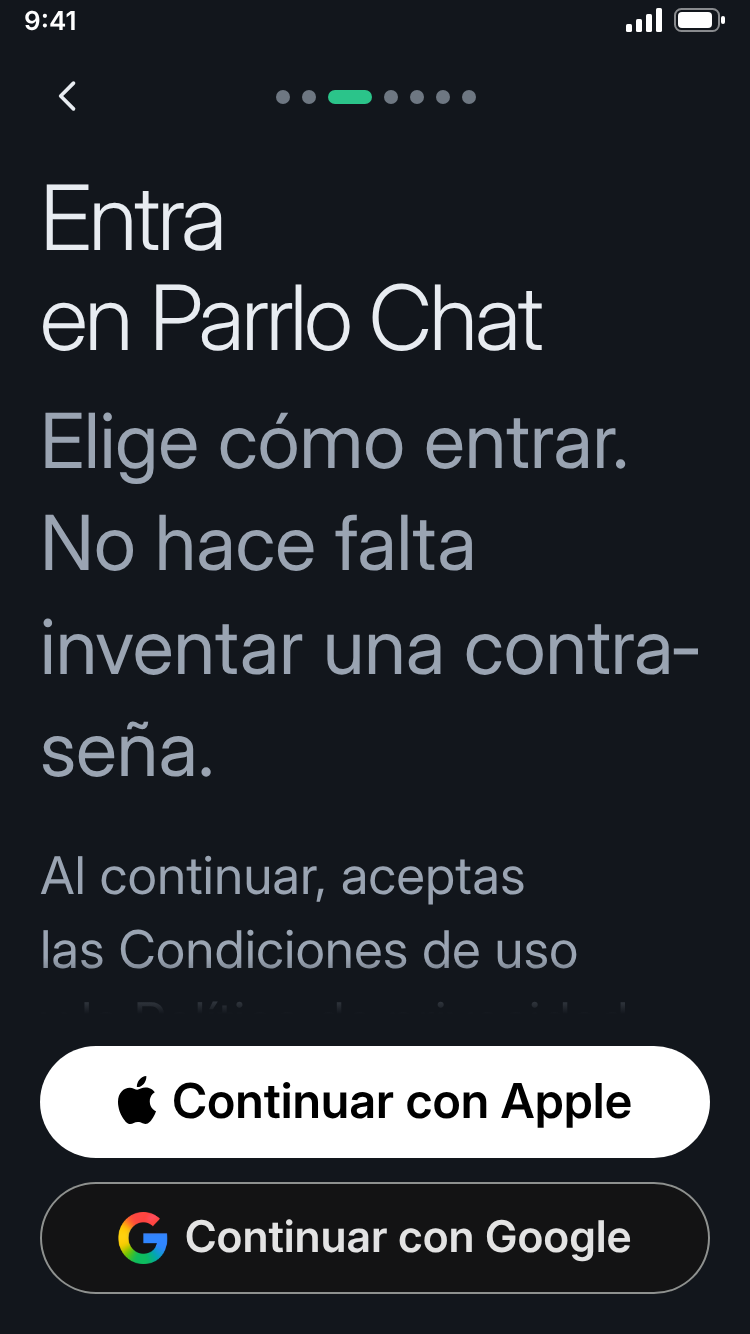 9:41
Entra
en Parrlo Chat
Elige cómo entrar.
No hace falta
inventar una contra-
seña.
Al continuar, aceptas
las Condiciones de uso
Continuar con Apple
Continuar con Google